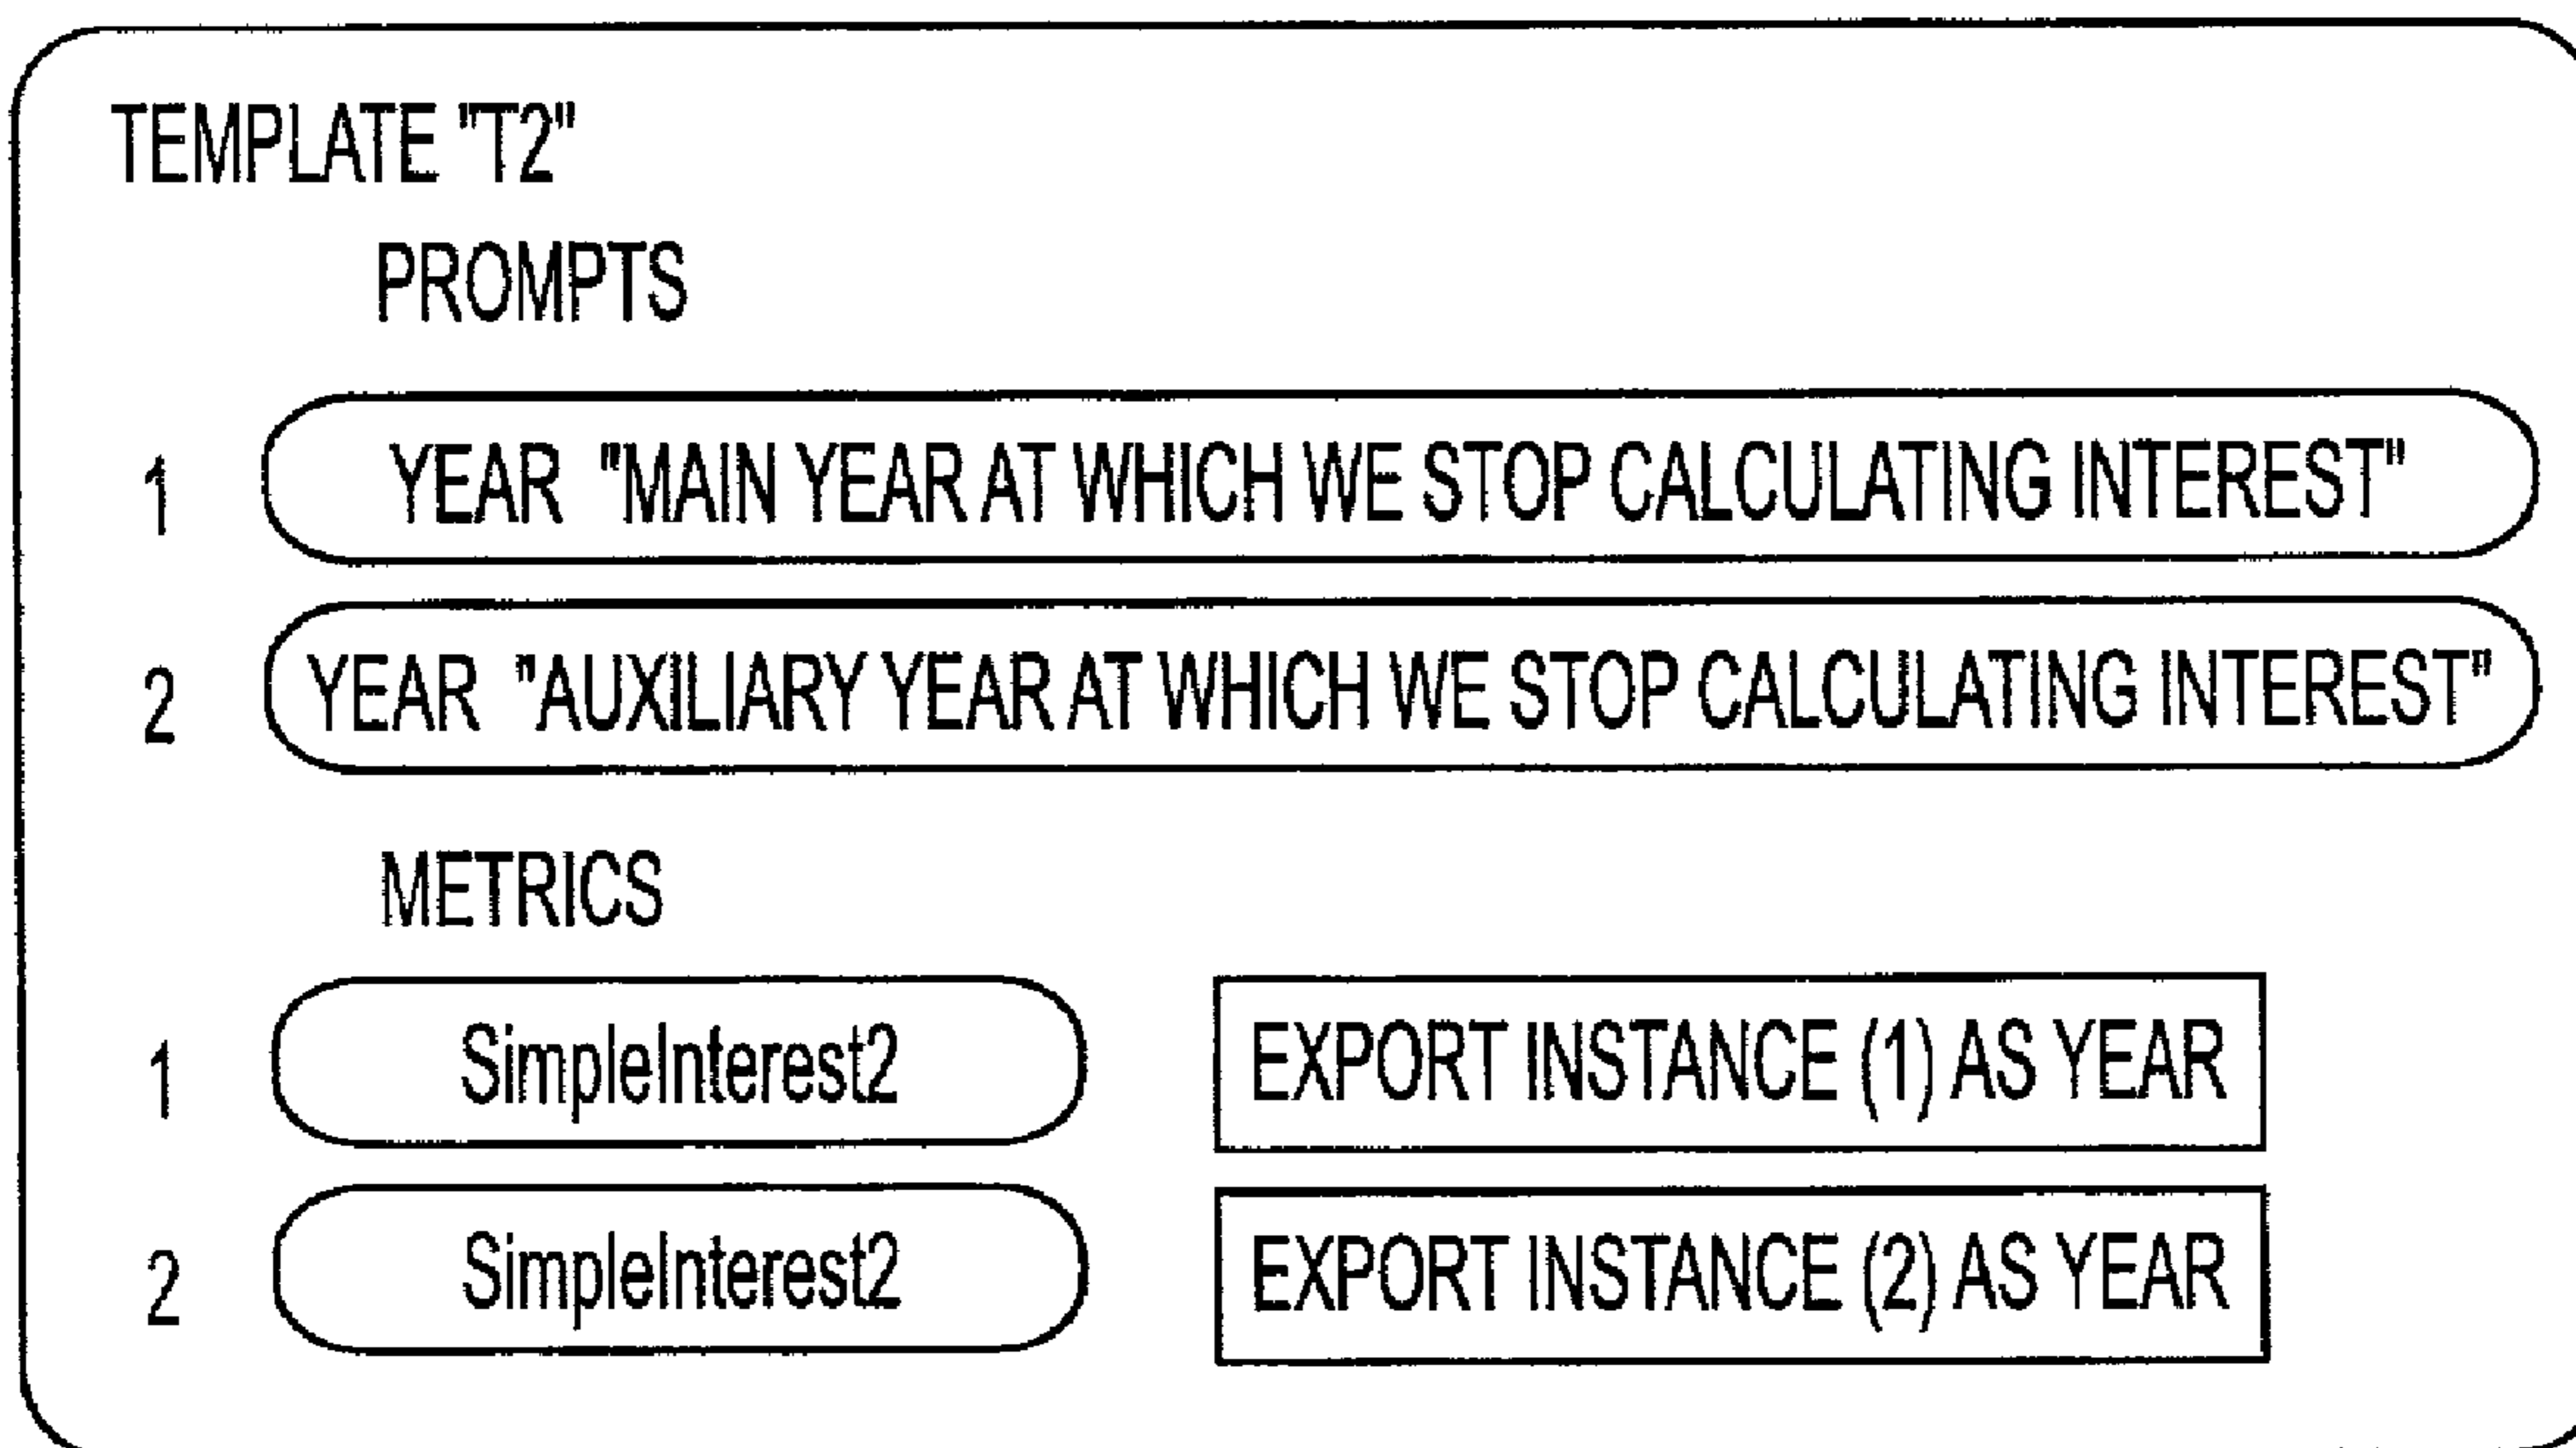 TEMPLATE "T2"
PROMPTS
1 YEAR "MAIN YEAR AT WHICH WE STOP CALCULATING INTEREST"
2 YEAR "AUXILIARY YEAR AT WHICH WE STOP CALCULATING INTEREST"
METRICS
1 SimpleInterest2 EXPORT INSTANCE (1) AS YEAR
2 SimpleInterest2 EXPORT INSTANCE (2) AS YEAR